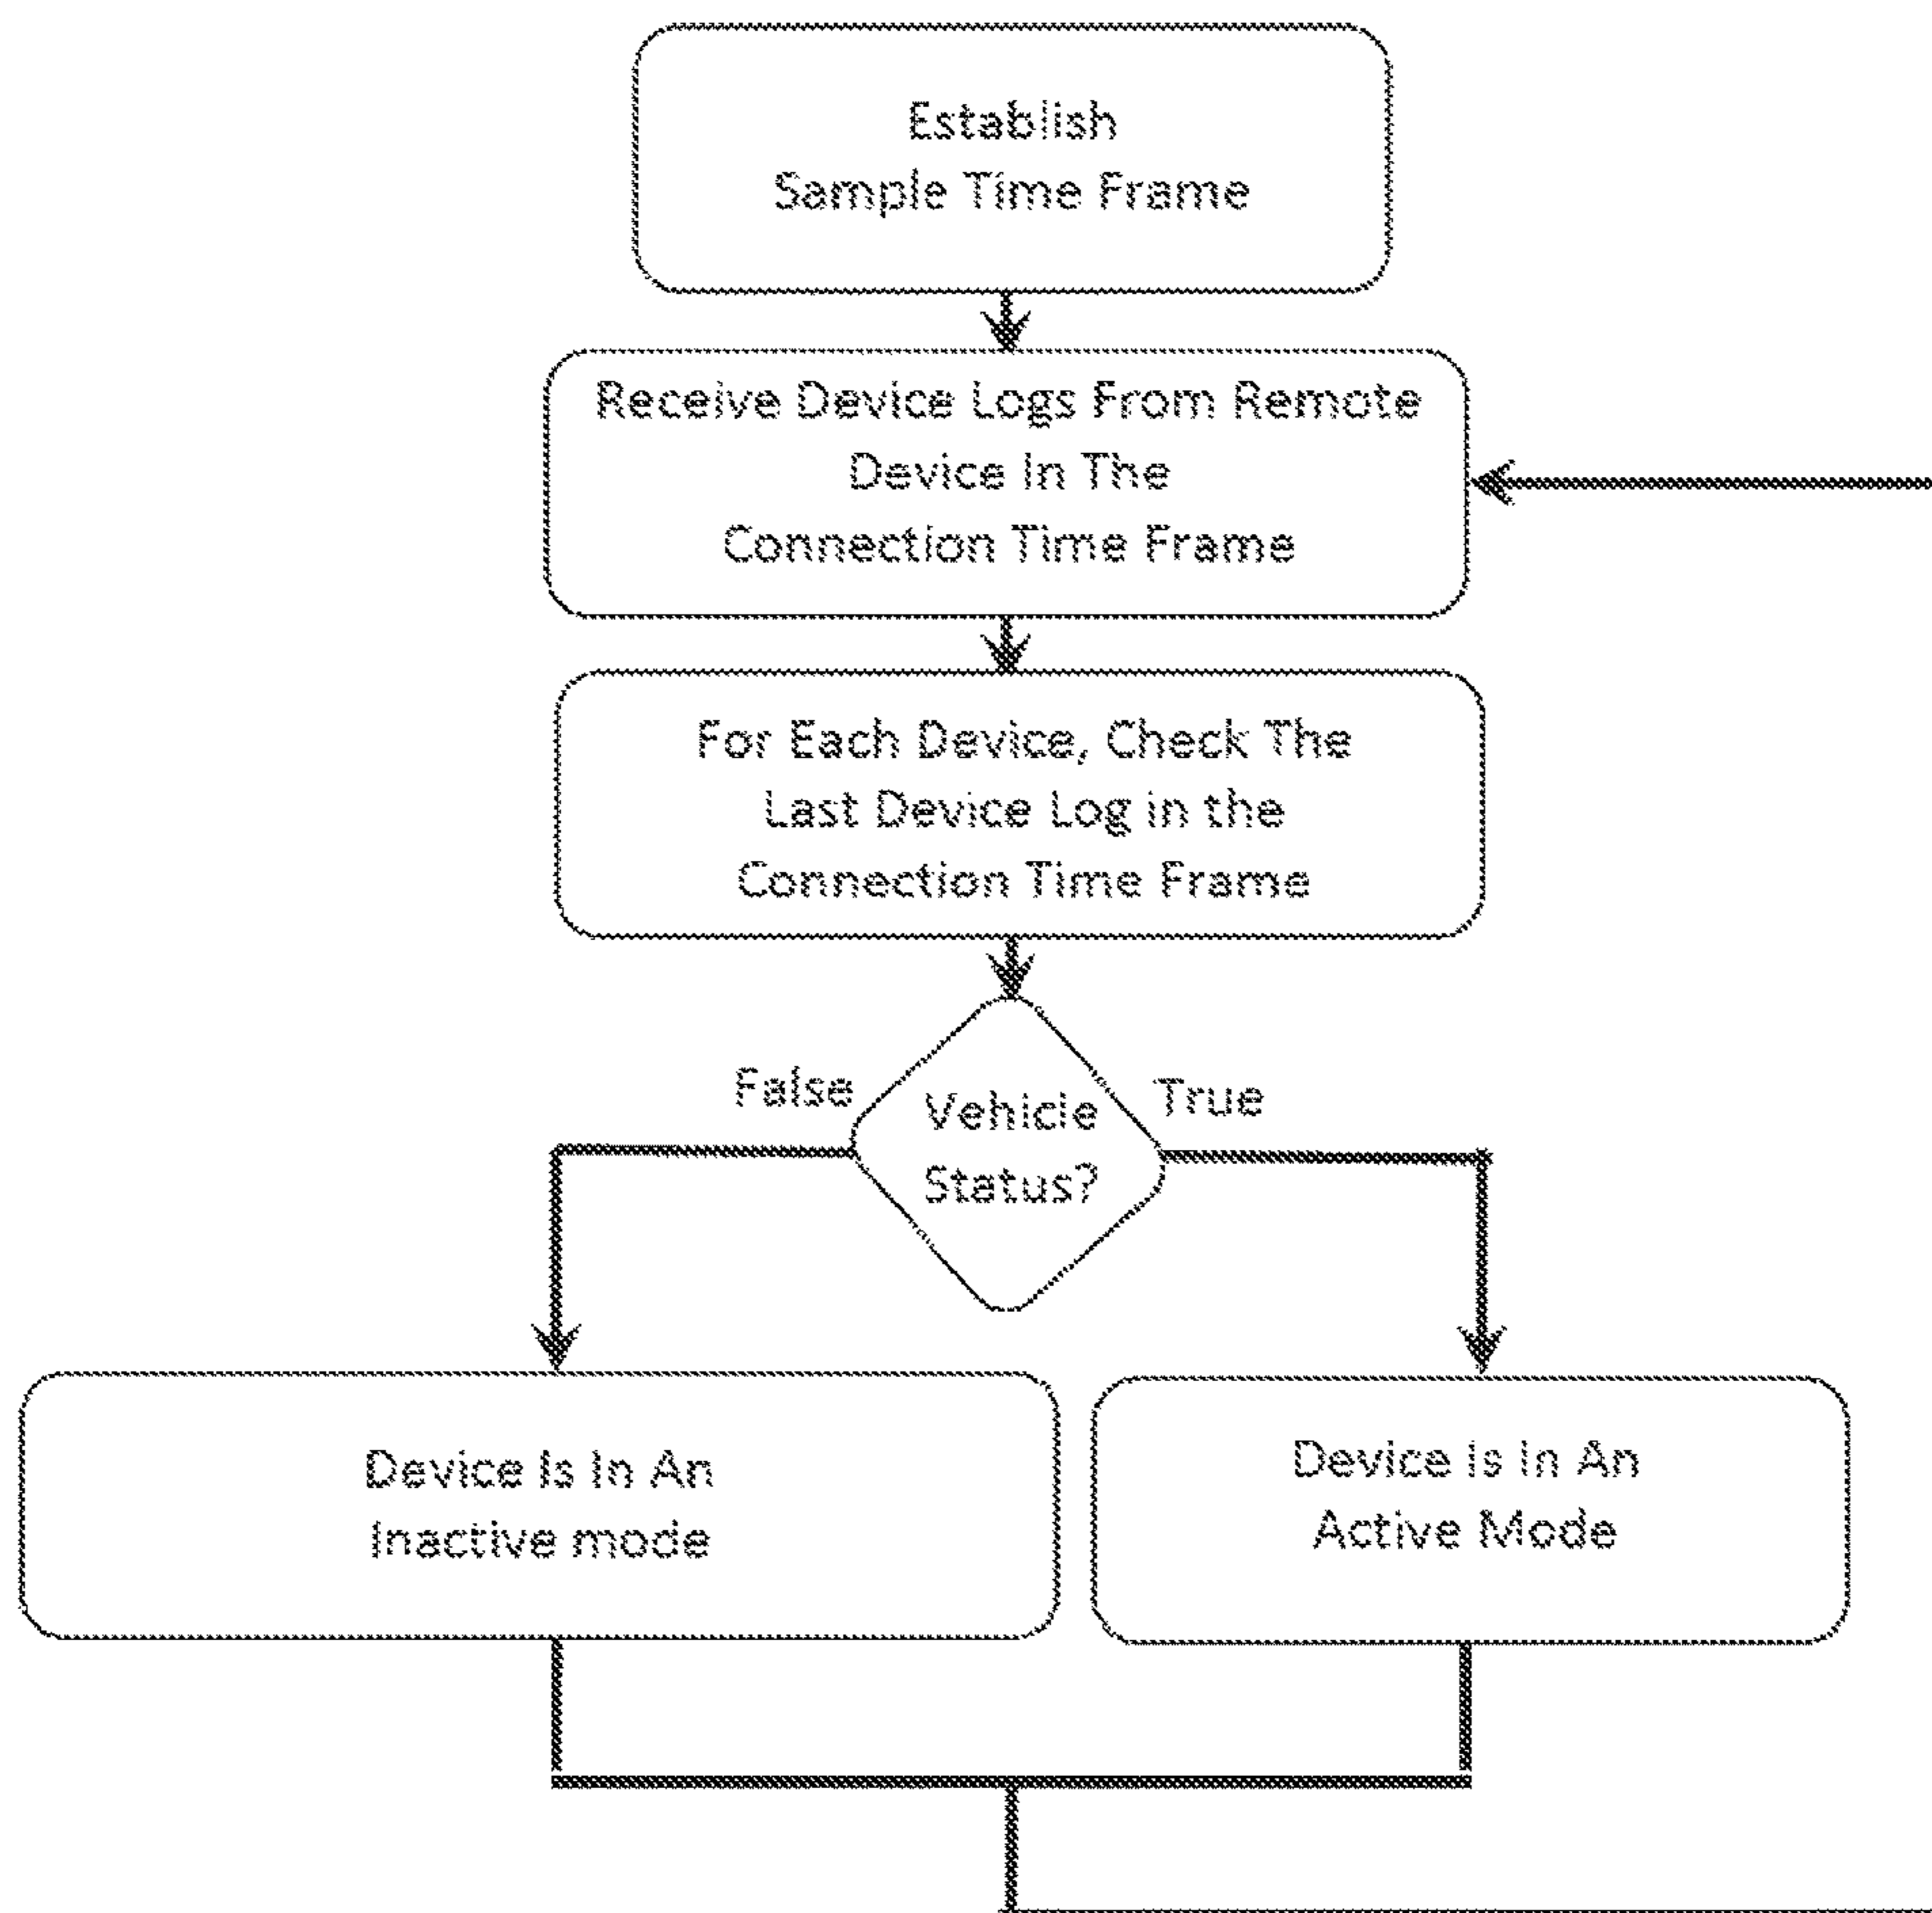 Establish
Sample Time Frame
Receive Device Logs From Remote
Device In The
Connection Time Frame
For Each Device, Check The
Last Device Log in the
Connection Time Frame
False
True
Vehicle
Status?
Device Is In An
Inactive mode
Device Is In An
Active Mode